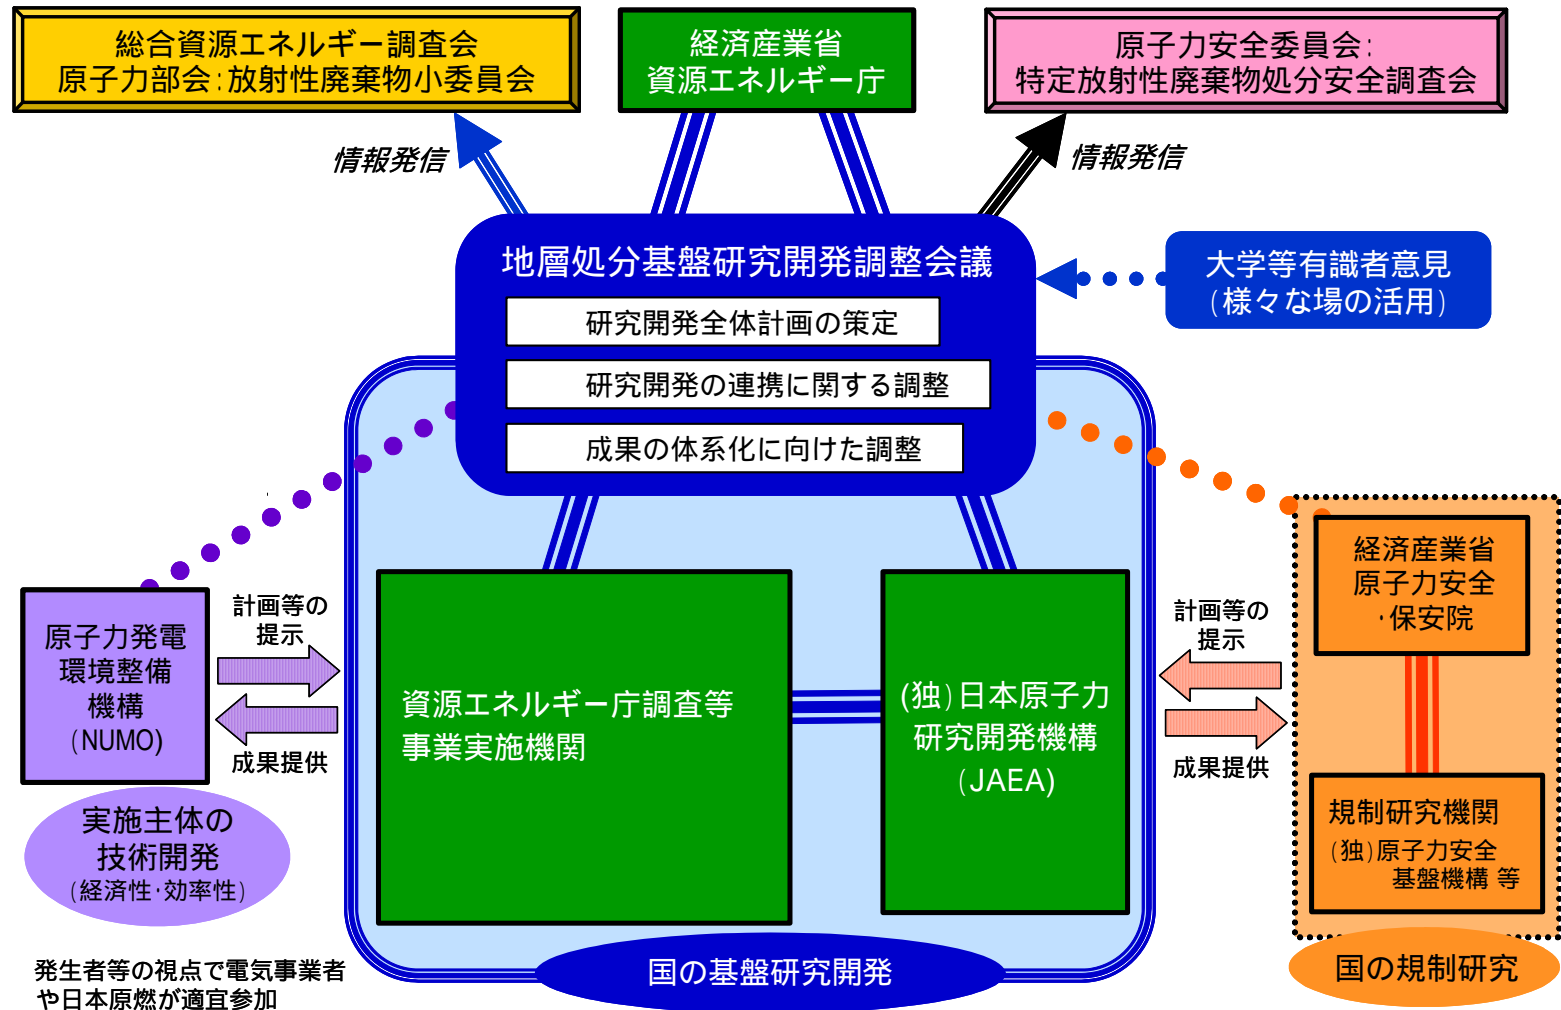 総合資源エネルギー調査会
原子力部会：放射性廃棄物小委員会
経済産業省
資源エネルギー庁
原子力安全委員会：
特定放射性廃棄物処分安全調査会
情報発信
情報発信
地層処分基盤研究開発調整会議
研究開発全体計画の策定
研究開発の連携に関する調整
成果の体系化に向けた調整
大学等有識者意見
(様々な場の活用)
原子力発電
環境整備
機構
(NUMO)
計画等の
提示
成果提供
資源エネルギー庁調査等
事業実施機関
(独)日本原子力
研究開発機構
(JAEA)
計画等の
提示
成果提供
経済産業省
原子力安全
・保安院
規制研究機関
(独)原子力安全
基盤機構 等
実施主体の
技術開発
(経済性・効率性)
国の基盤研究開発
国の規制研究
発生者等の視点で電気事業者
や日本原燃が適宜参加